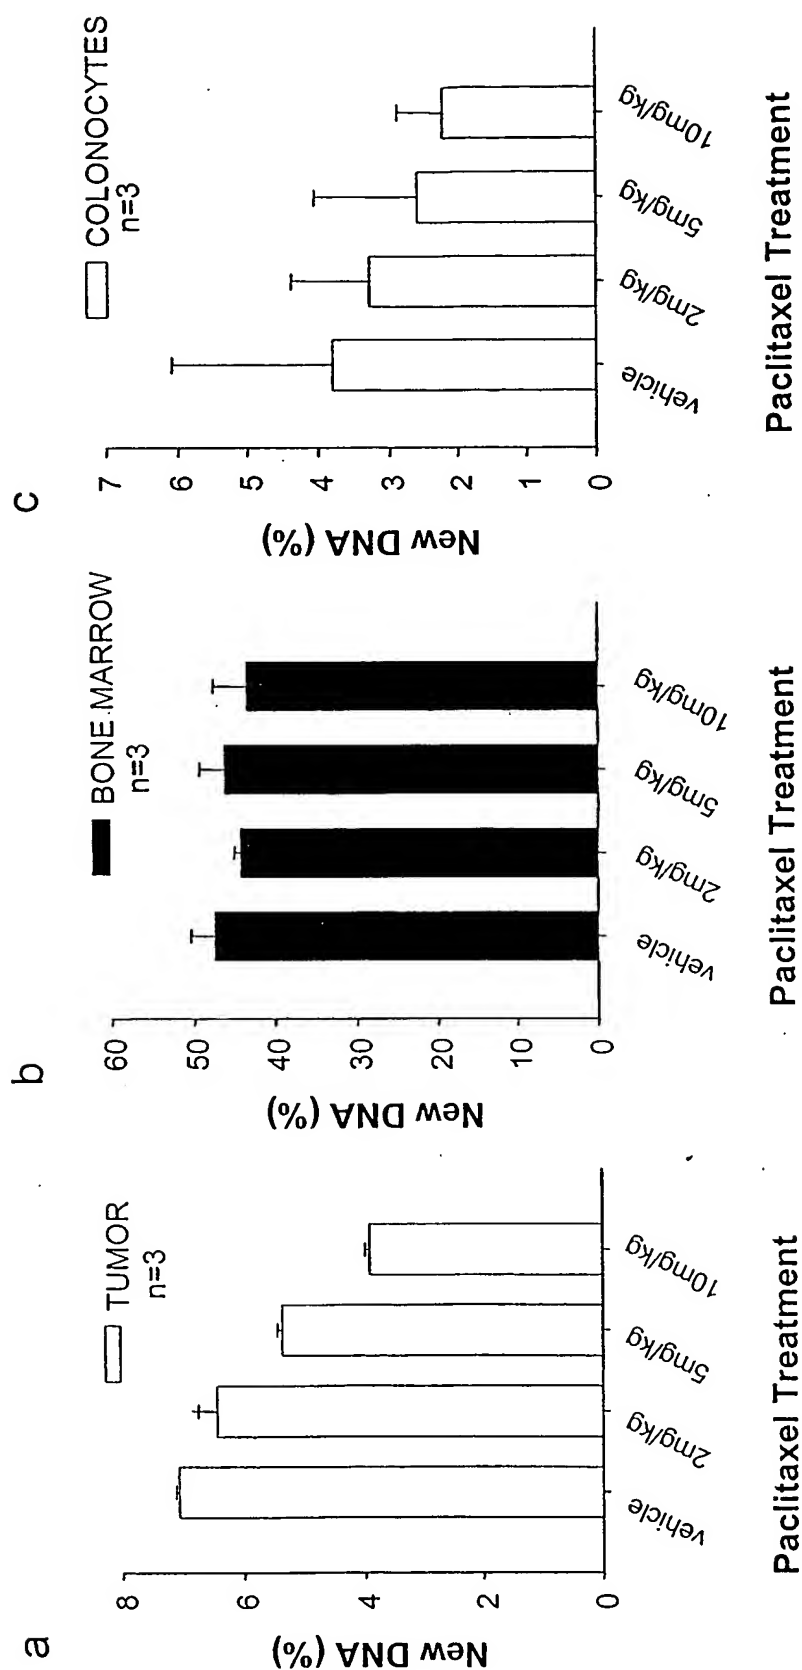 a
TUMOR
n=3
New DNA (%)
8
6
4
2
0
vehicle
2mg/kg
5mg/kg
10mg/kg
Paclitaxel Treatment
b
BONE MARROW
n=3
New DNA (%)
60
50
40
30
20
10
0
vehicle
2mg/kg
5mg/kg
10mg/kg
Paclitaxel Treatment
c
COLONOCYTES
n=3
New DNA (%)
7
6
5
4
3
2
1
0
vehicle
2mg/kg
5mg/kg
10mg/kg
Paclitaxel Treatment